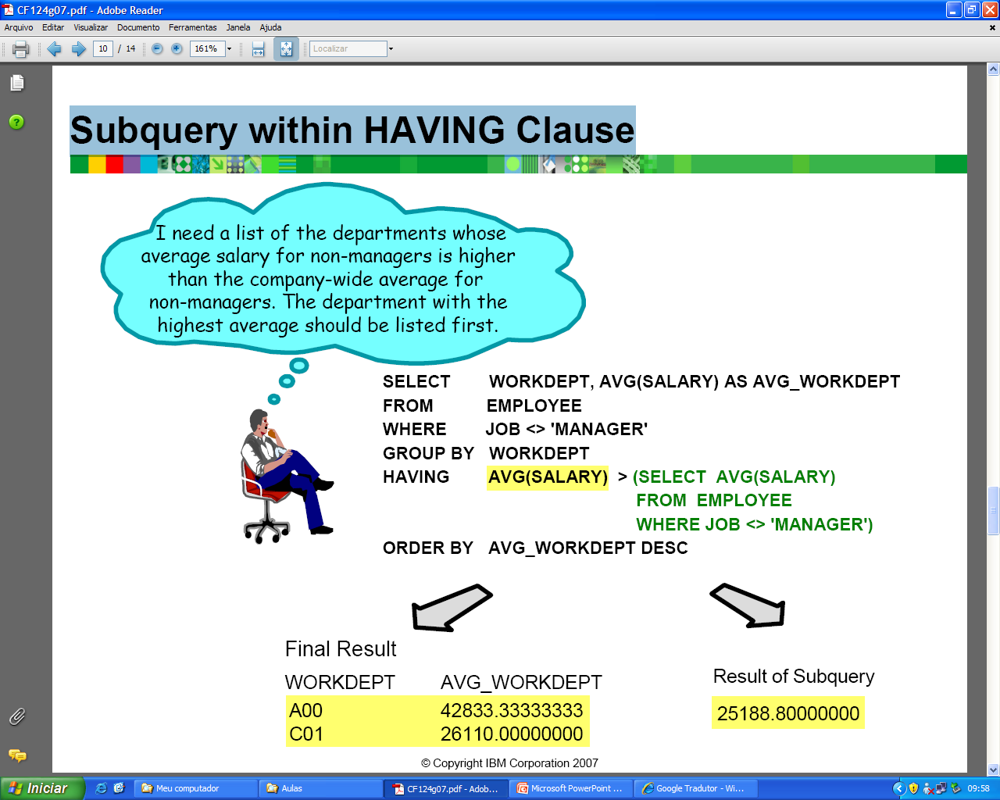 CF124g07.pdf - Adobe Reader
Arquivo Editar Visualizar Documento Ferramentas Janela Ajuda
10 / 14 161% Localizar
Subquery within HAVING Clause
I need a list of the departments whose
average salary for non-managers is higher
than the company-wide average for
non-managers. The department with the
highest average should be listed first.
SELECT WORKDEPT, AVG(SALARY) AS AVG_WORKDEPT
FROM EMPLOYEE
WHERE JOB <> 'MANAGER'
GROUP BY WORKDEPT
HAVING AVG(SALARY) > (SELECT AVG(SALARY)
FROM EMPLOYEE
WHERE JOB <> 'MANAGER')
ORDER BY AVG_WORKDEPT DESC
Final Result
WORKDEPT AVG_WORKDEPT
A00 42833.33333333
C01 26110.00000000
Result of Subquery
25188.80000000
© Copyright IBM Corporation 2007
Iniciar Meu computador Aulas CF124g07.pdf - Adob... Microsoft PowerPoint ... Google Tradutor - Wi... 09:58